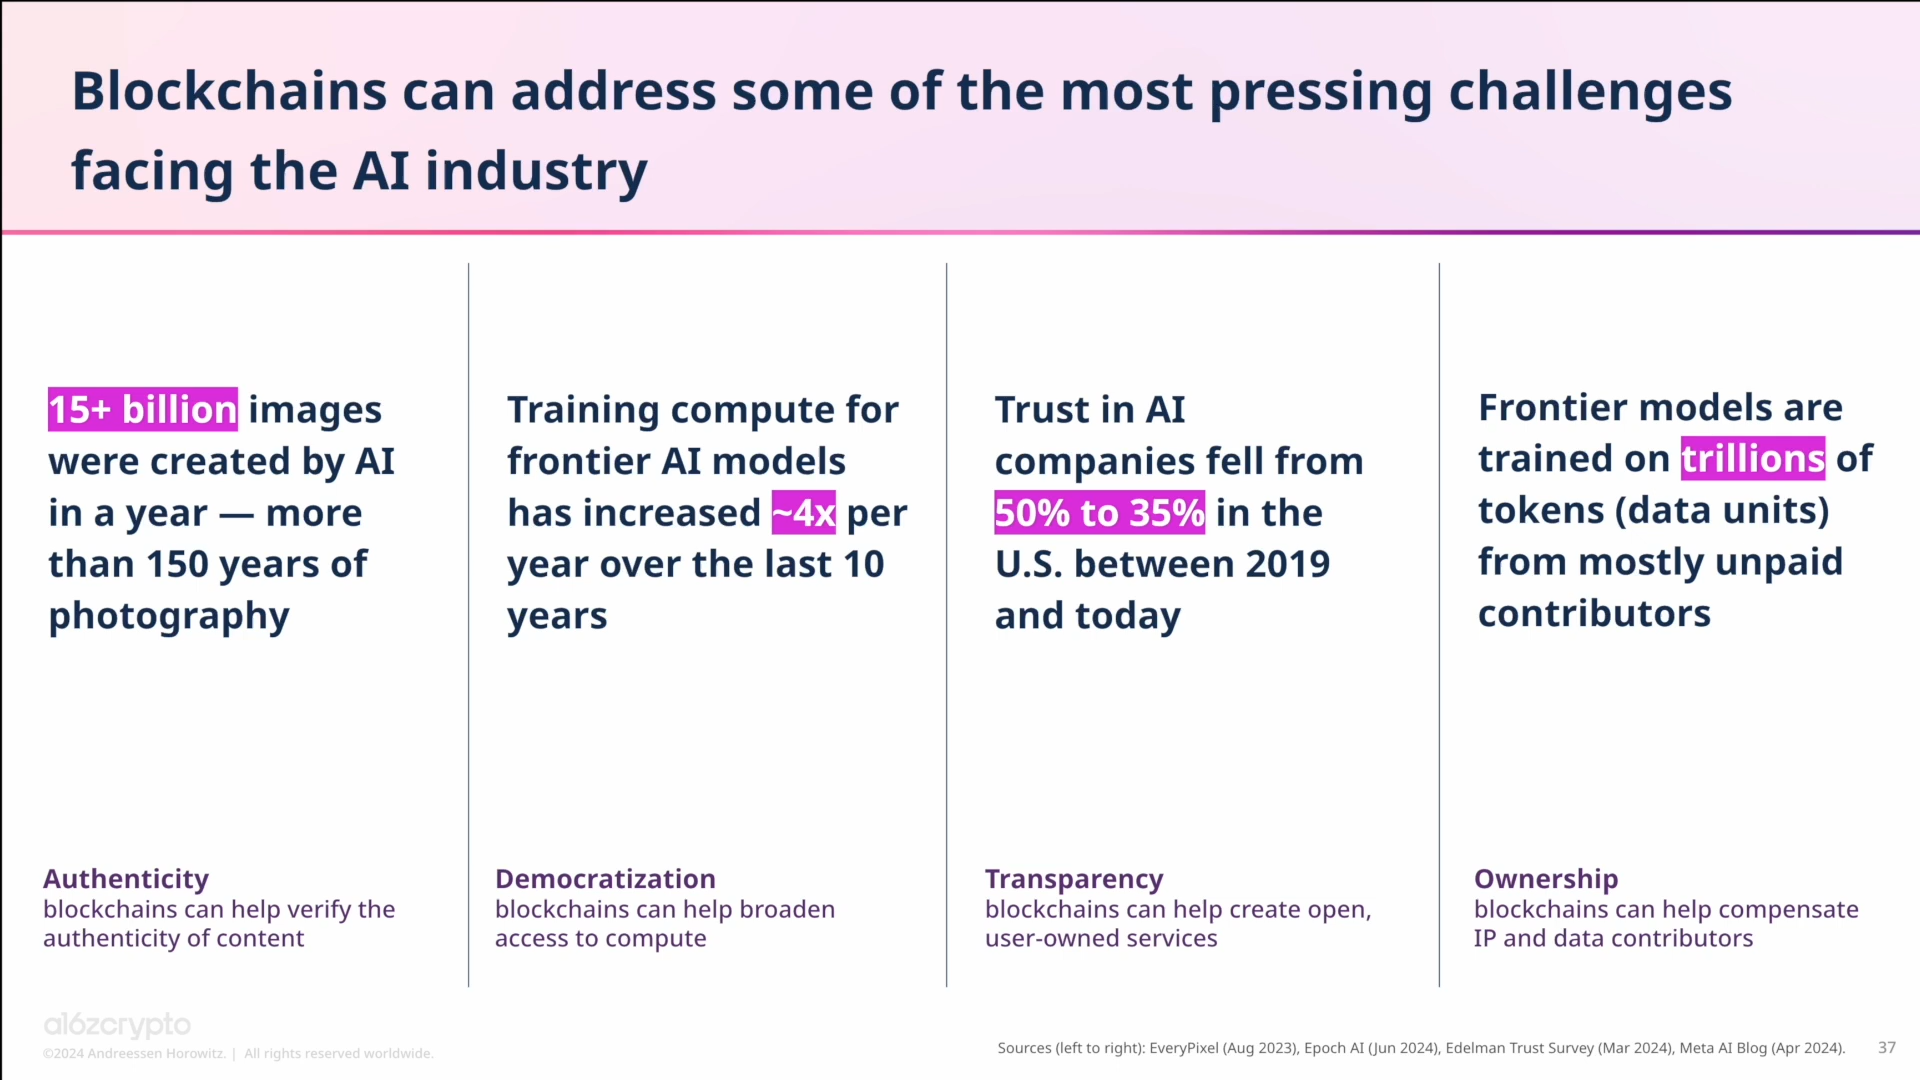 Blockchains can address some of the most pressing challenges
facing the AI industry
15+ billion images
were created by AI
in a year — more
than 150 years of
photography
Authenticity
blockchains can help verify the
authenticity of content
Training compute for
frontier AI models
has increased ~4x per
year over the last 10
years
Democratization
blockchains can help broaden
access to compute
Trust in AI
companies fell from
50% to 35% in the
U.S. between 2019
and today
Transparency
blockchains can help create open,
user-owned services
Frontier models are
trained on trillions of
tokens (data units)
from mostly unpaid
contributors
Ownership
blockchains can help compensate
IP and data contributors
a16zcrypto
©2024 Andreessen Horowitz. | All rights reserved worldwide.
Sources (left to right): EveryPixel (Aug 2023), Epoch AI (Jun 2024), Edelman Trust Survey (Mar 2024), Meta AI Blog (Apr 2024).
37